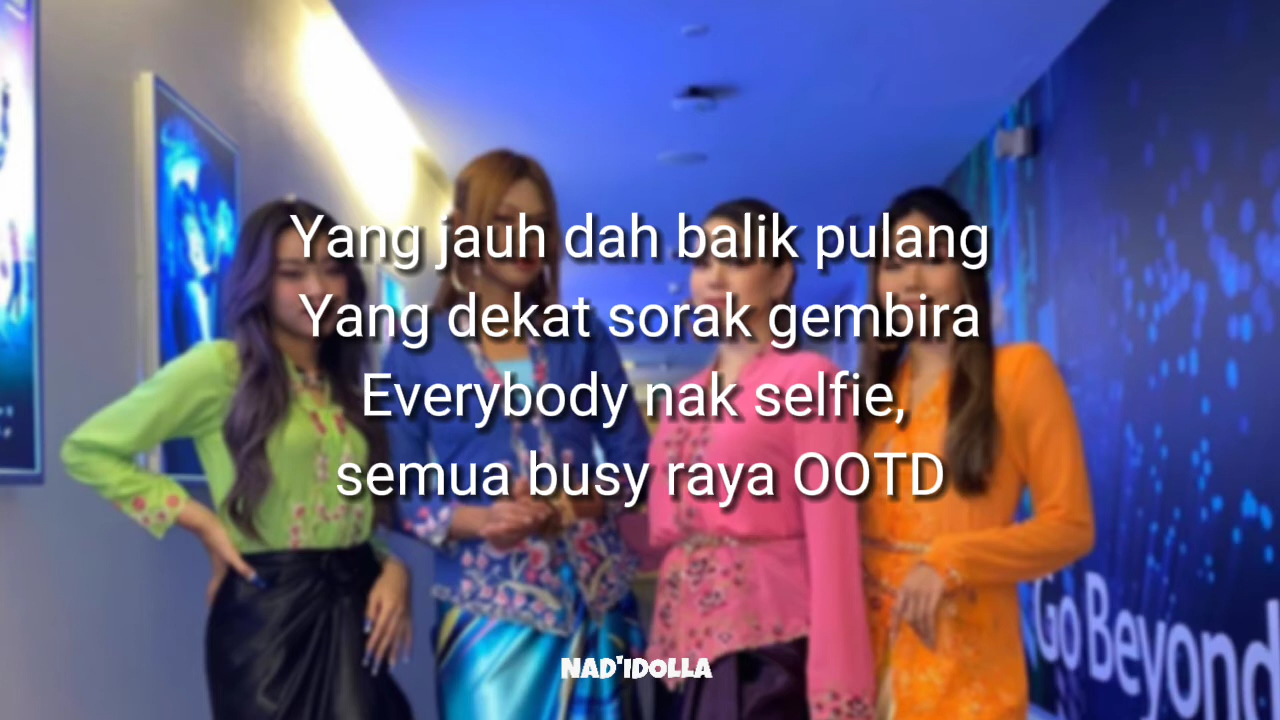 Yang jauh dah balik pulang
Yang dekat sorak gembira
Everybody nak selfie,
semua busy raya OOTD
NAD'IDOLLA
Go Beyond